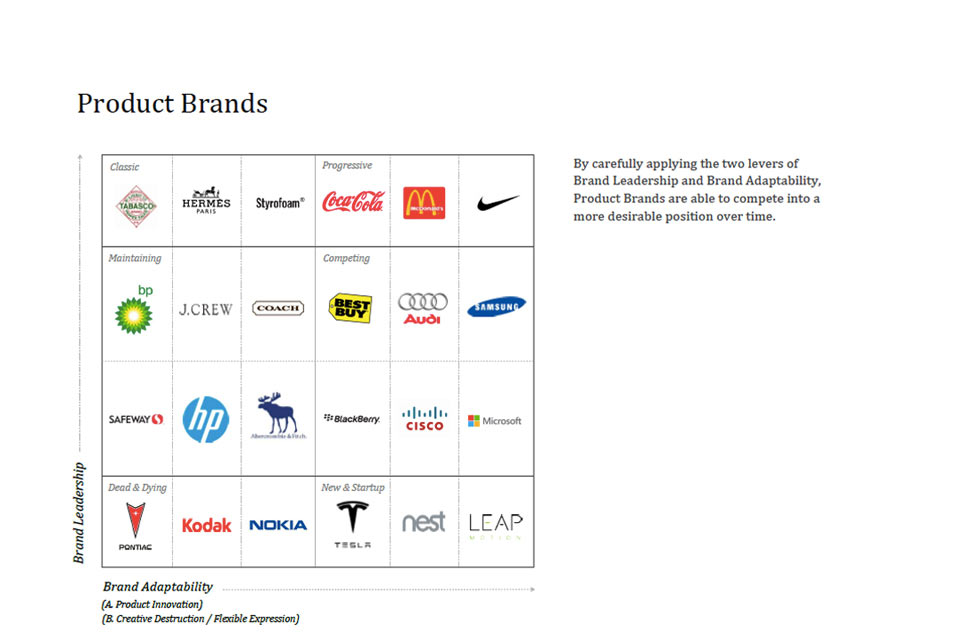 Product Brands
By carefully applying the two levers of
Brand Leadership and Brand Adaptability,
Product Brands are able to compete into a
more desirable position over time.
Classic
Progressive
TABASCO
HERMÈS
PARIS
Styrofoam®
Coca-Cola
McDonald's
Maintaining
Competing
bp
J.CREW
COACH
BEST
BUY
Audi
SAMSUNG
SAFEWAY
hp
Abercrombie & Fitch
BlackBerry
CISCO
Microsoft
Dead & Dying
New & Startup
PONTIAC
Kodak
NOKIA
TESLA
nest
LEAP
MOTION
Brand Leadership
Brand Adaptability
(A. Product Innovation)
(B. Creative Destruction / Flexible Expression)